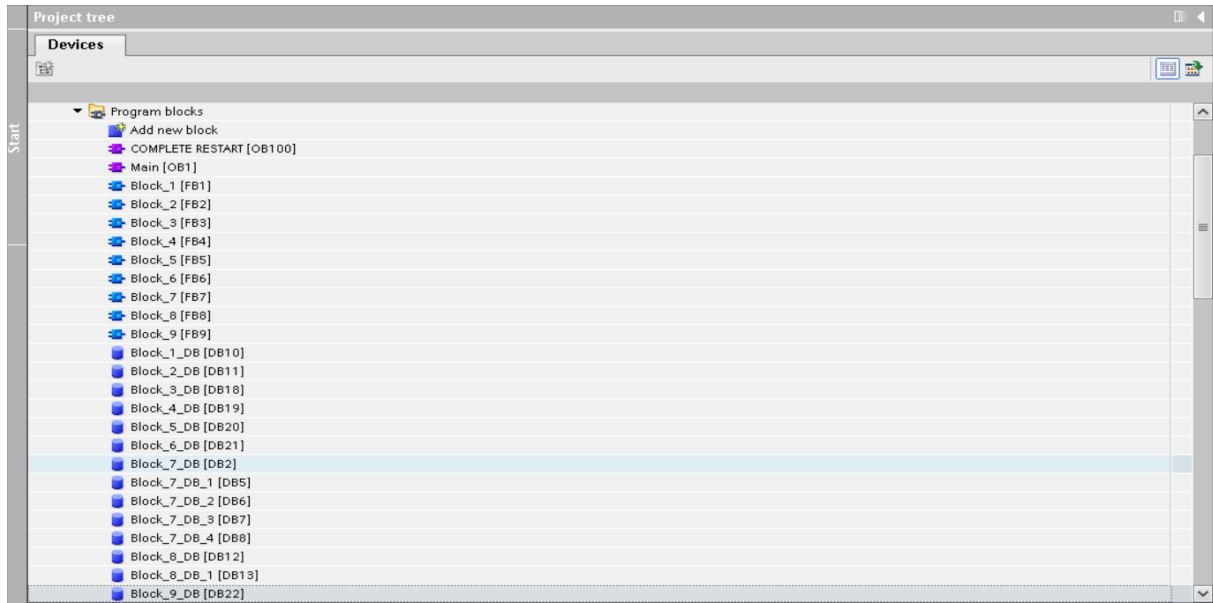 Project tree
Devices
Start
Program blocks
Add new block
COMPLETE RESTART [OB100]
Main [OB1]
Block_1 [FB1]
Block_2 [FB2]
Block_3 [FB3]
Block_4 [FB4]
Block_5 [FB5]
Block_6 [FB6]
Block_7 [FB7]
Block_8 [FB8]
Block_9 [FB9]
Block_1_DB [DB10]
Block_2_DB [DB11]
Block_3_DB [DB18]
Block_4_DB [DB19]
Block_5_DB [DB20]
Block_6_DB [DB21]
Block_7_DB [DB2]
Block_7_DB_1 [DB5]
Block_7_DB_2 [DB6]
Block_7_DB_3 [DB7]
Block_7_DB_4 [DB8]
Block_8_DB [DB12]
Block_8_DB_1 [DB13]
Block_9_DB [DB22]